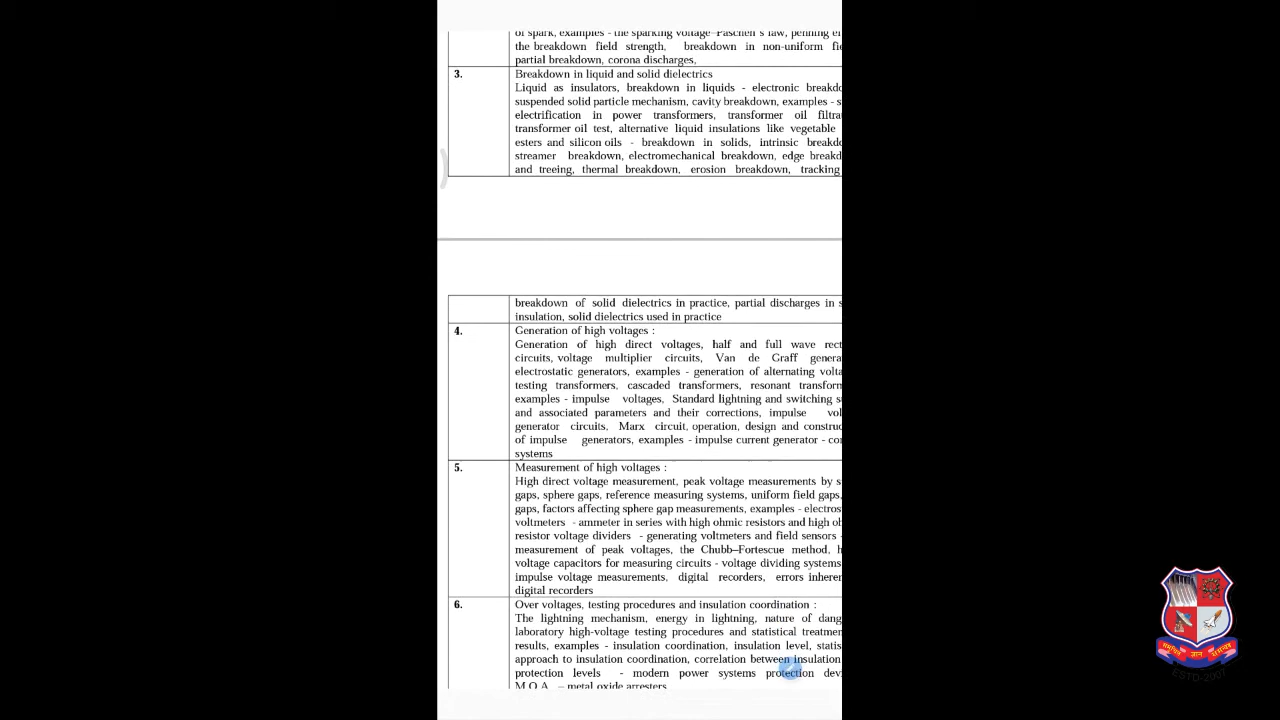 of spark, examples - the sparking voltage–Paschen's law, penning
the breakdown field strength, breakdown in non-uniform
partial breakdown, corona discharges,
3. Breakdown in liquid and solid dielectrics
Liquid as insulators, breakdown in liquids - electronic
suspended solid particle mechanism, cavity breakdown, examples -
electrification in power transformers, transformer oil
transformer oil test, alternative liquid insulations like vegetable
esters and silicon oils - breakdown in solids, intrinsic
streamer breakdown, electromechanical breakdown, edge
and treeing, thermal breakdown, erosion breakdown, tracking
breakdown of solid dielectrics in practice, partial discharges in
insulation, solid dielectrics used in practice
4. Generation of high voltages :
Generation of high direct voltages, half and full wave
circuits, voltage multiplier circuits, Van de Graff
electrostatic generators, examples - generation of alternating
testing transformers, cascaded transformers, resonant
examples - impulse voltages, Standard lightning and switching
and associated parameters and their corrections, impulse
generator circuits, Marx circuit, operation, design and
of impulse generators, examples - impulse current generator -
systems
5. Measurement of high voltages :
High direct voltage measurement, peak voltage measurements by
gaps, sphere gaps, reference measuring systems, uniform field gaps,
gaps, factors affecting sphere gap measurements, examples -
voltmeters - ammeter in series with high ohmic resistors and high
resistor voltage dividers - generating voltmeters and field sensors -
measurement of peak voltages, the Chubb–Fortescue method,
voltage capacitors for measuring circuits - voltage dividing systems
impulse voltage measurements, digital recorders, errors
digital recorders
6. Over voltages, testing procedures and insulation coordination :
The lightning mechanism, energy in lightning, nature of
laboratory high-voltage testing procedures and statistical
results, examples - insulation coordination, insulation level,
approach to insulation coordination, correlation between insulation
protection levels - modern power systems protection
M.O.A. – metal oxide arresters
ESTD-2007